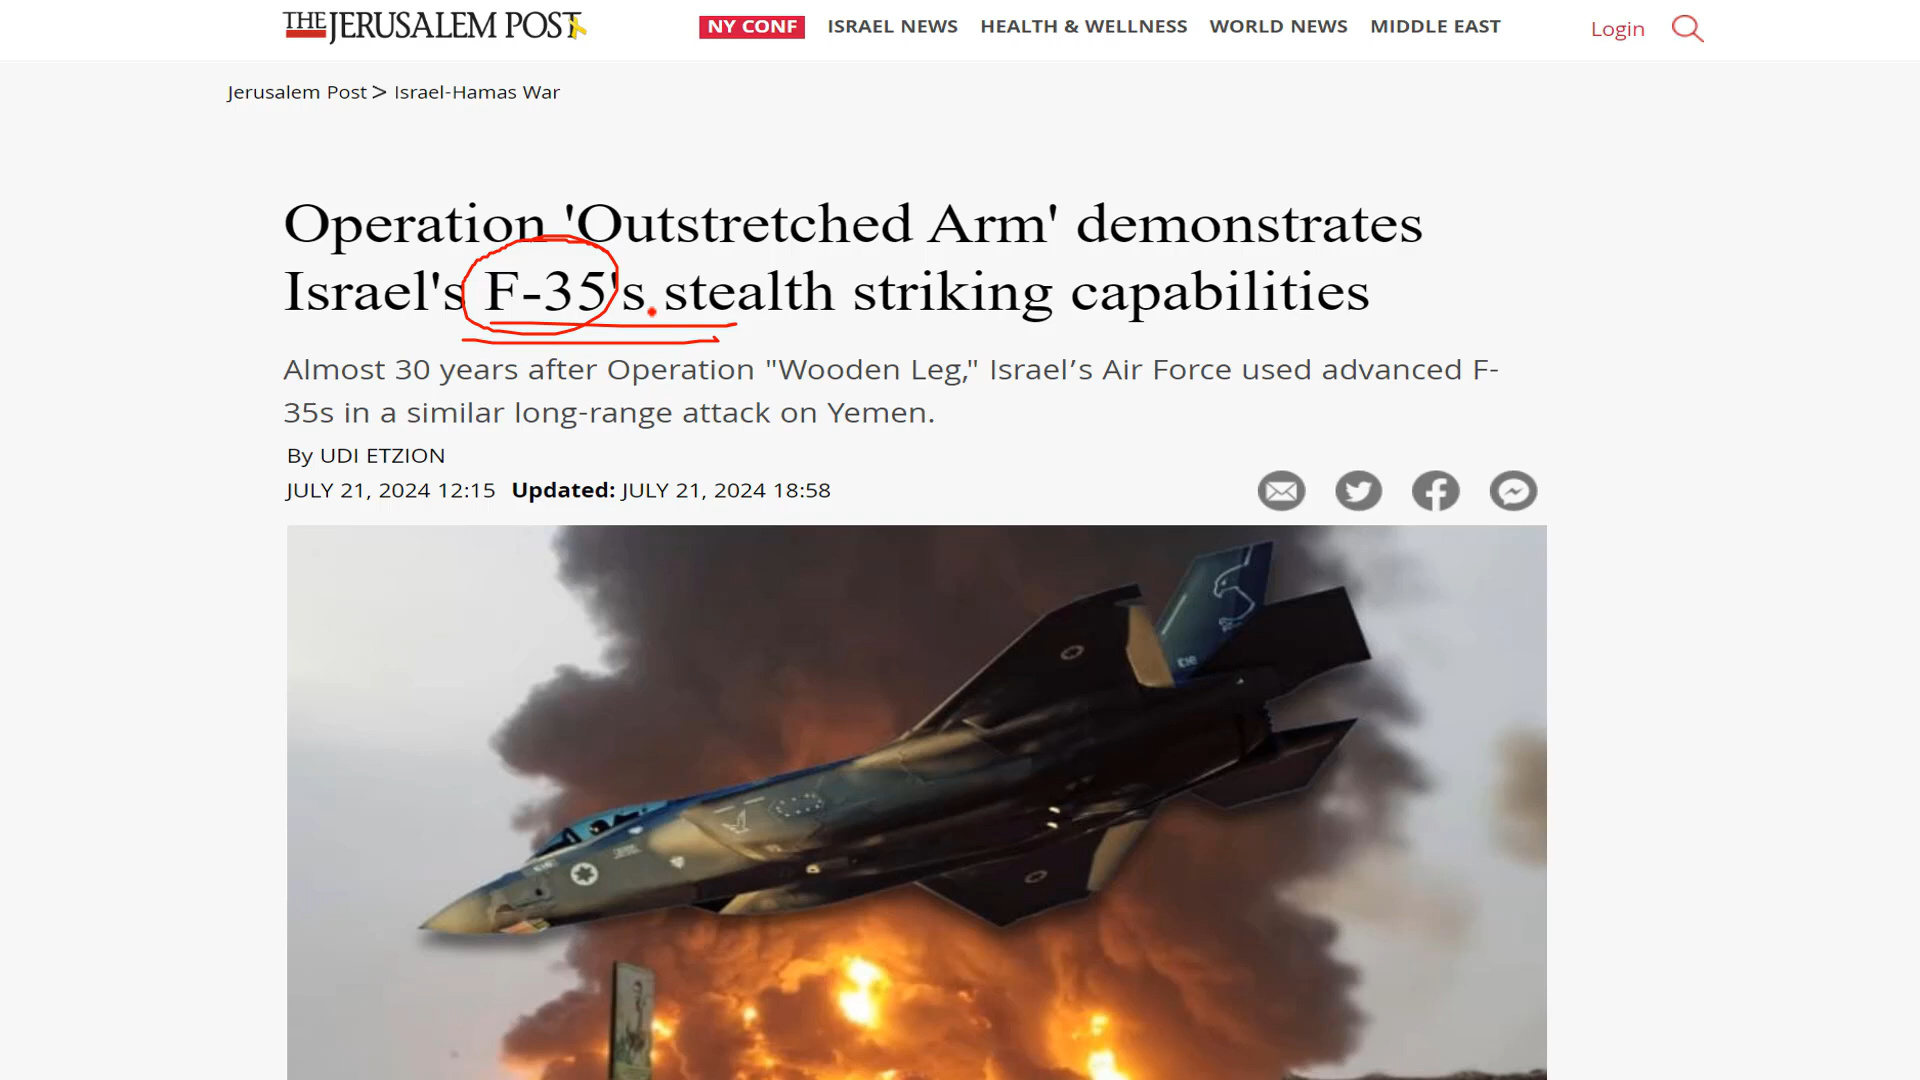 THE JERUSALEM POST
NY CONF ISRAEL NEWS HEALTH & WELLNESS WORLD NEWS MIDDLE EAST
Login
Jerusalem Post > Israel-Hamas War
Operation 'Outstretched Arm' demonstrates
Israel's F-35's stealth striking capabilities
Almost 30 years after Operation "Wooden Leg," Israel’s Air Force used advanced F-
35s in a similar long-range attack on Yemen.
By UDI ETZION
JULY 21, 2024 12:15 Updated: JULY 21, 2024 18:58